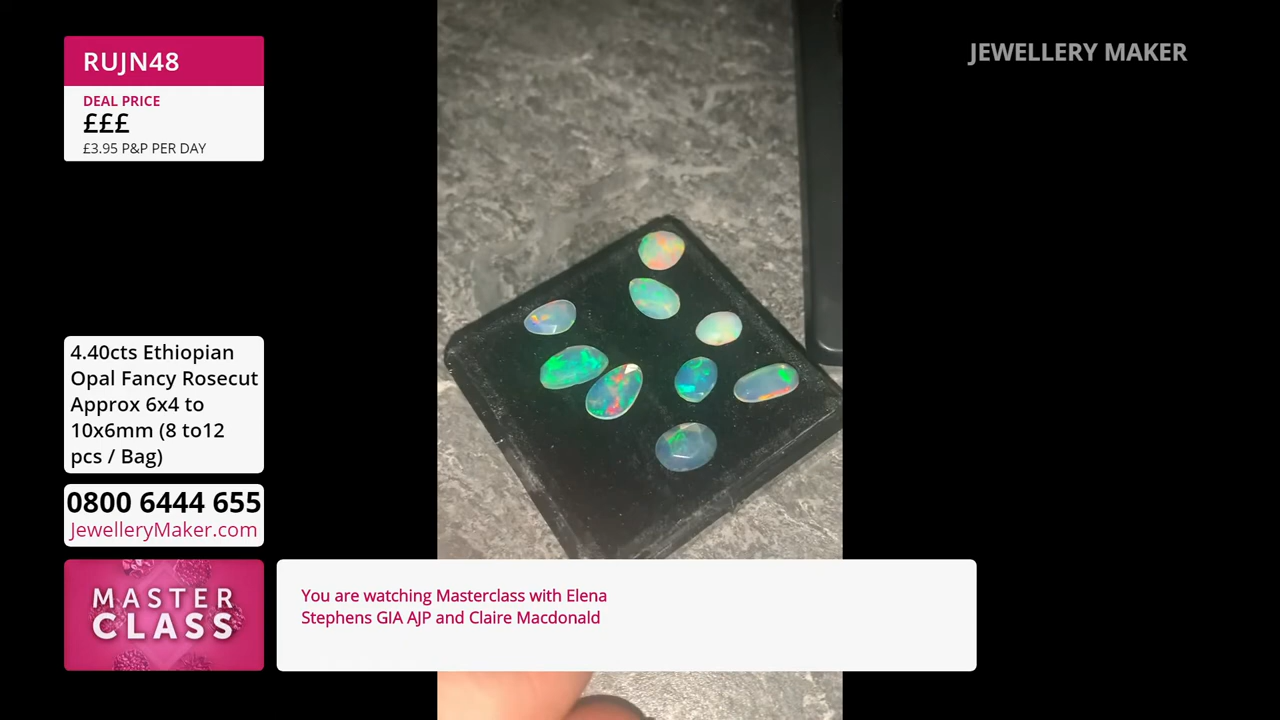 RUJN48
DEAL PRICE
£££
£3.95 P&P PER DAY
JEWELLERY MAKER
4.40cts Ethiopian
Opal Fancy Rosecut
Approx 6x4 to
10x6mm (8 to12
pcs / Bag)
0800 6444 655
JewelleryMaker.com
MASTER
CLASS
You are watching Masterclass with Elena
Stephens GIA AJP and Claire Macdonald